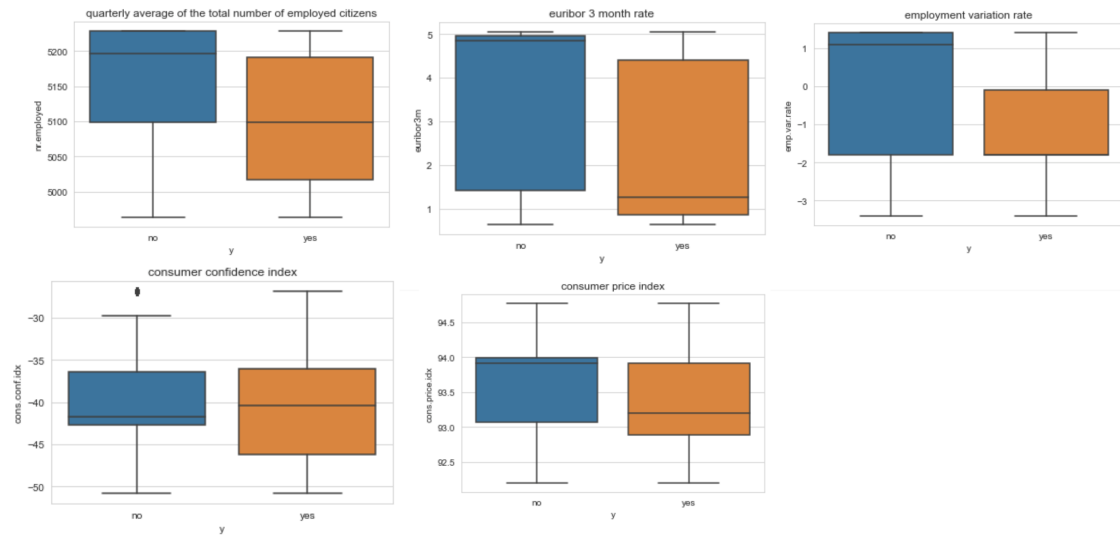 quarterly average of the total number of employed citizens
nr.employed
5200
5150
5100
5050
5000
no yes
y
euribor 3 month rate
euribor3m
5
4
3
2
1
no yes
y
employment variation rate
emp.var.rate
1
0
−1
−2
−3
no yes
y
consumer confidence index
cons.conf.idx
−30
−35
−40
−45
−50
no yes
y
consumer price index
cons.price.idx
94.5
94.0
93.5
93.0
92.5
no yes
y